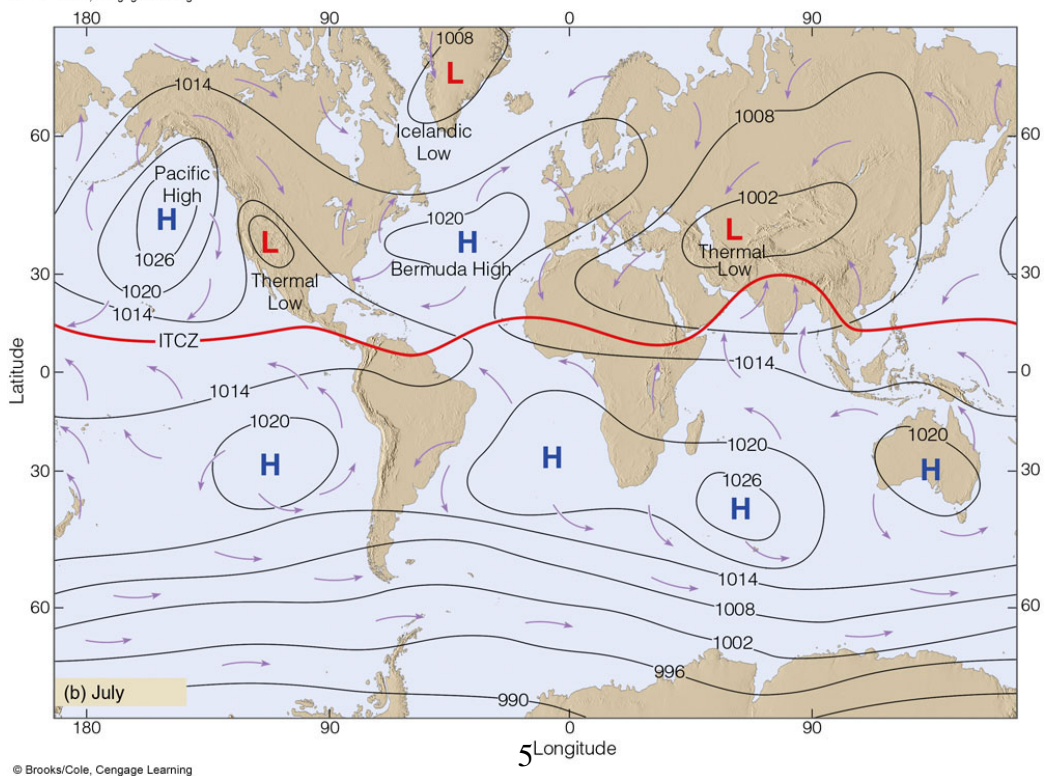 180 90 0 90
1008
L
1014
Icelandic
Low
1008
60 60
Pacific
High
H
1026
1020
1014
L
Thermal
Low
1020
H
Bermuda High
1002
L
Thermal
Low
30 30
ITCZ
Latitude
0 0
1014
1014
1020
H
H
1020
1026
H
1020
H
30 30
1014
1008
1002
996
990
60 60
(b) July
180 90 0 90
5
Longitude
© Brooks/Cole, Cengage Learning